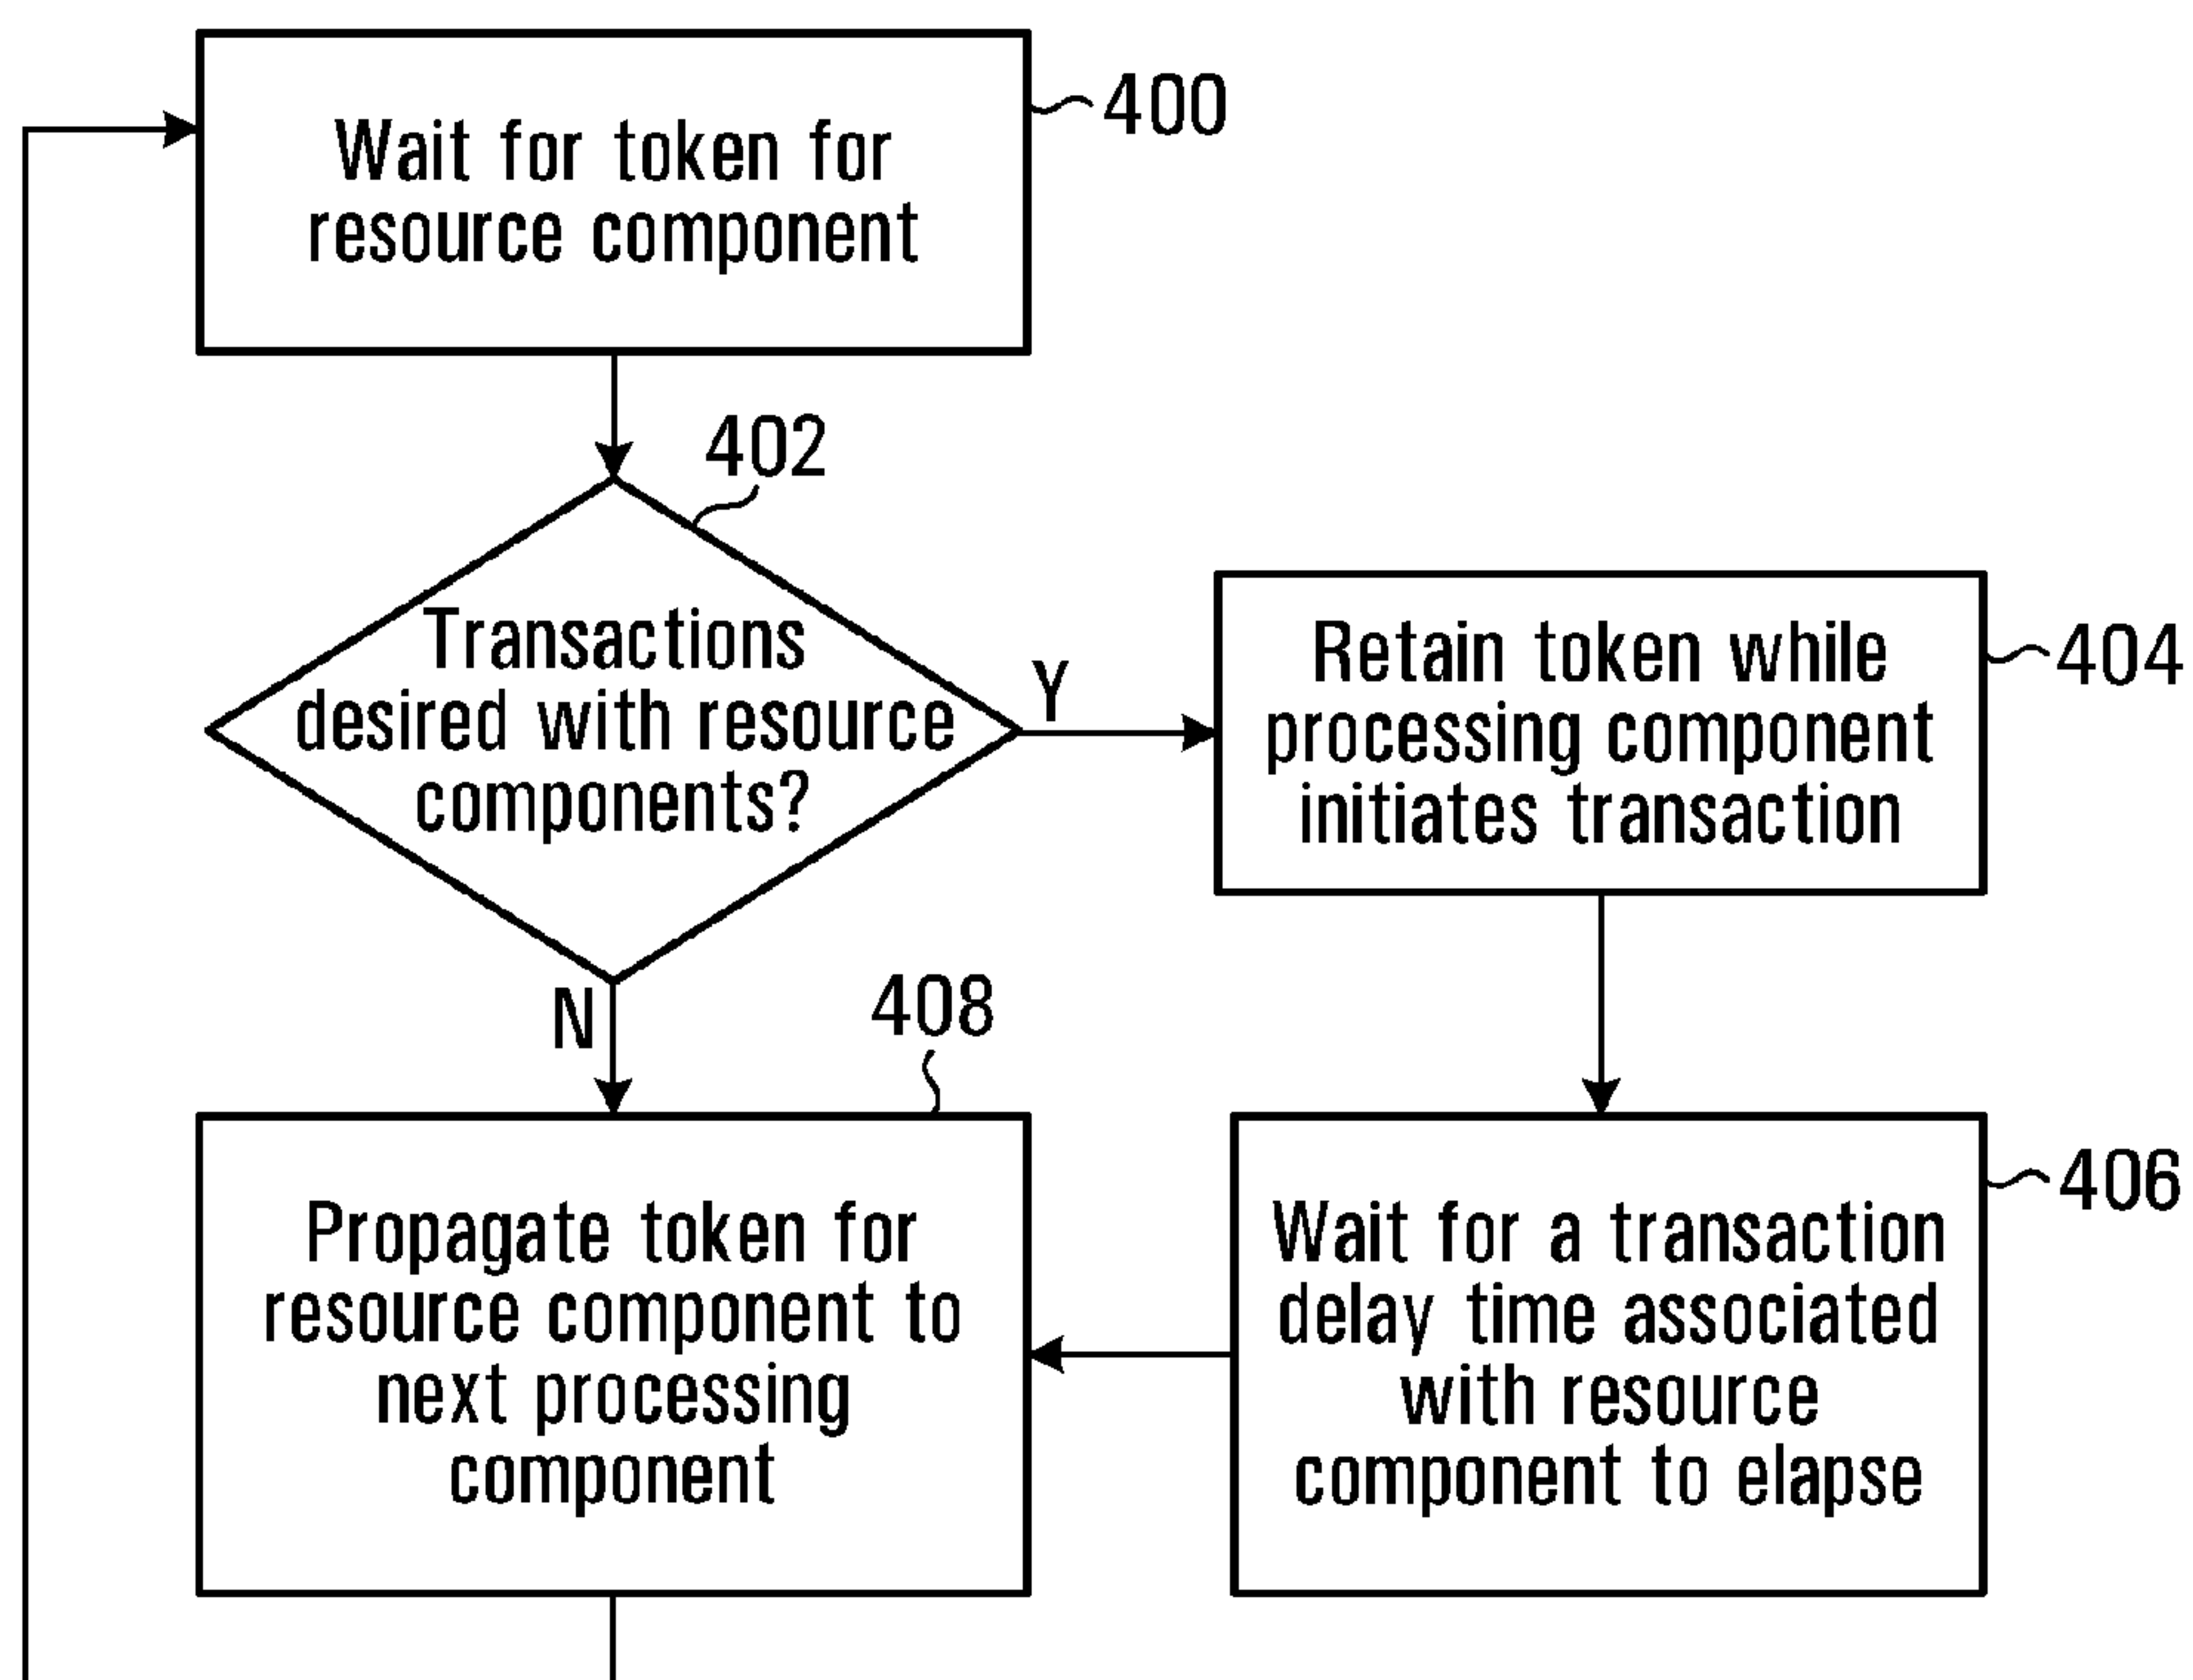 Wait for token for
resource component
400
402
Transactions
desired with resource
components?
Y
Retain token while
processing component
initiates transaction
404
N
408
Propagate token for
resource component to
next processing
component
Wait for a transaction
delay time associated
with resource
component to elapse
406